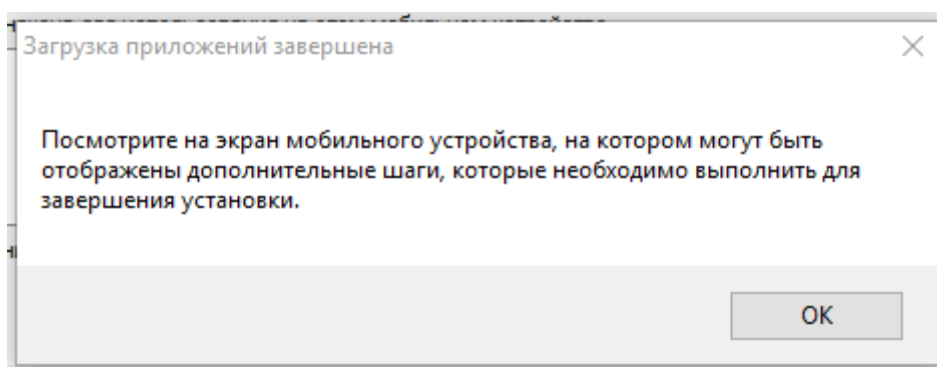 Загрузка приложений завершена
Посмотрите на экран мобильного устройства, на котором могут быть
отображены дополнительные шаги, которые необходимо выполнить для
завершения установки.
OK